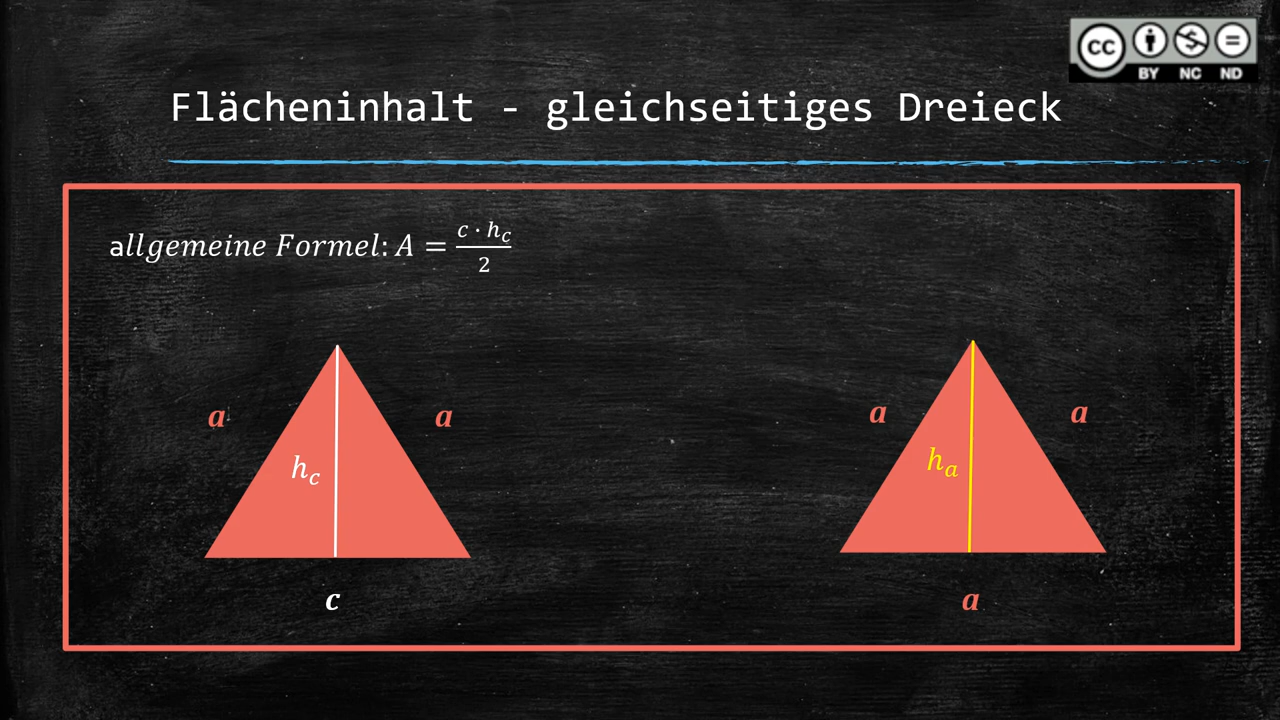 cc
BY NC ND
Flächeninhalt - gleichseitiges Dreieck
allgemeine Formel: A = c · h_c / 2
a a
h_c
c
a a
h_a
a